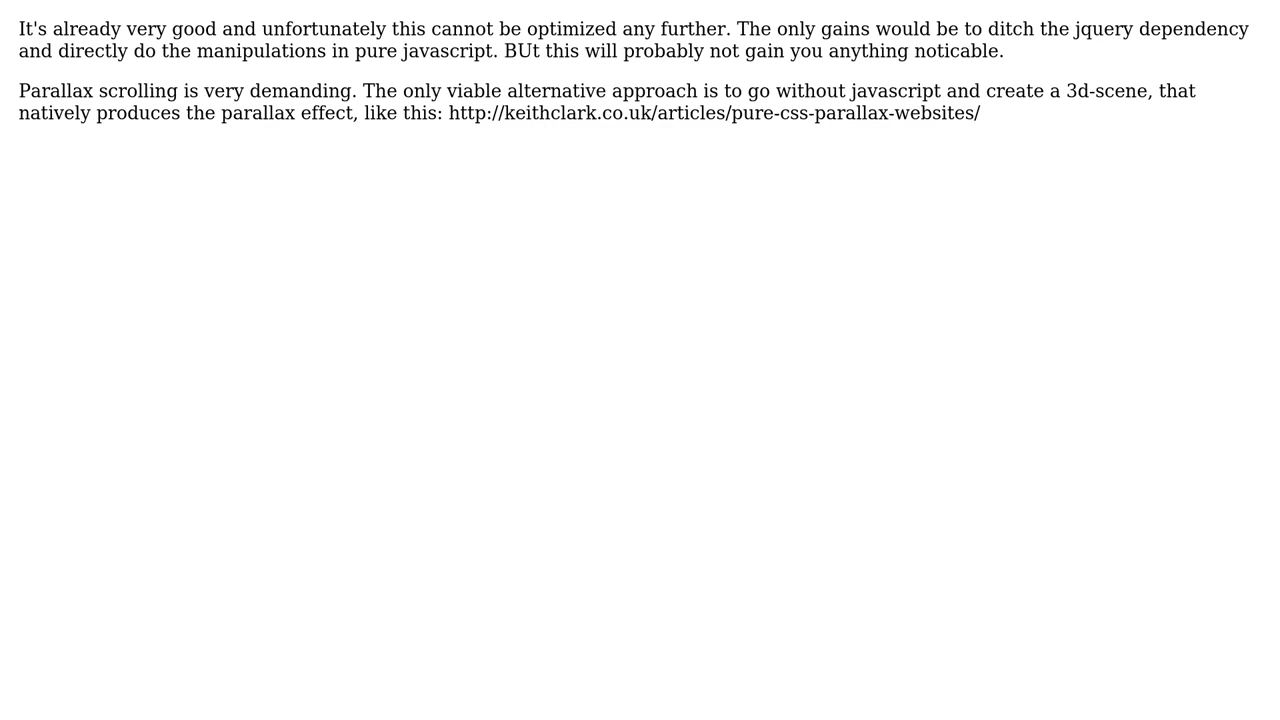 It's already very good and unfortunately this cannot be optimized any further. The only gains would be to ditch the jquery dependency
and directly do the manipulations in pure javascript. BUt this will probably not gain you anything noticable.
Parallax scrolling is very demanding. The only viable alternative approach is to go without javascript and create a 3d-scene, that
natively produces the parallax effect, like this: http://keithclark.co.uk/articles/pure-css-parallax-websites/